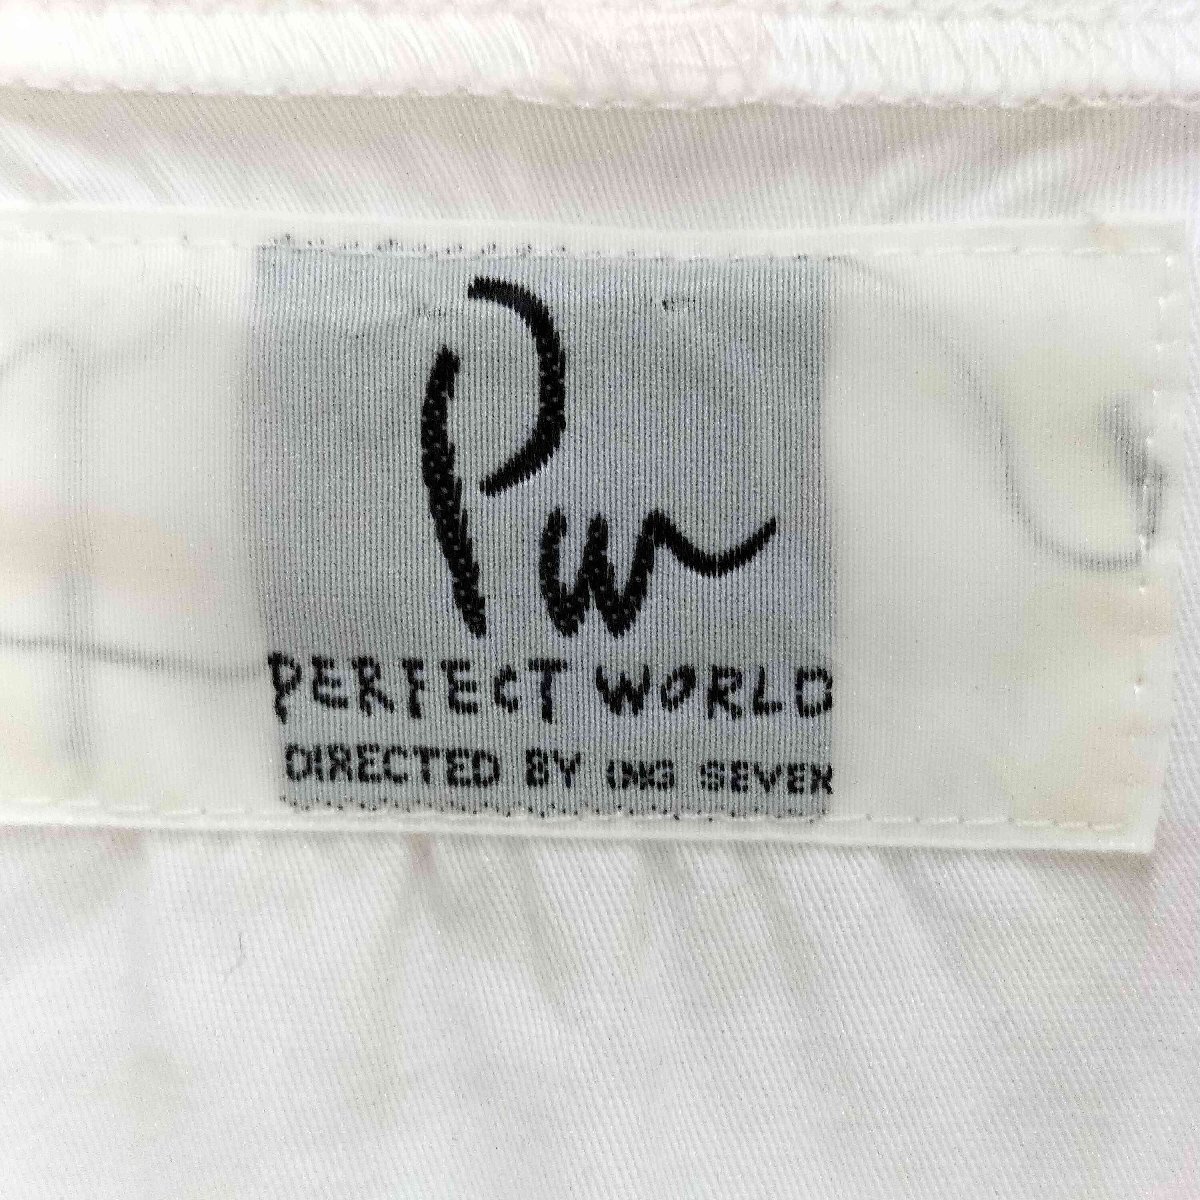 Pw
PERFECT WORLD
DIRECTED BY ING SEVEN